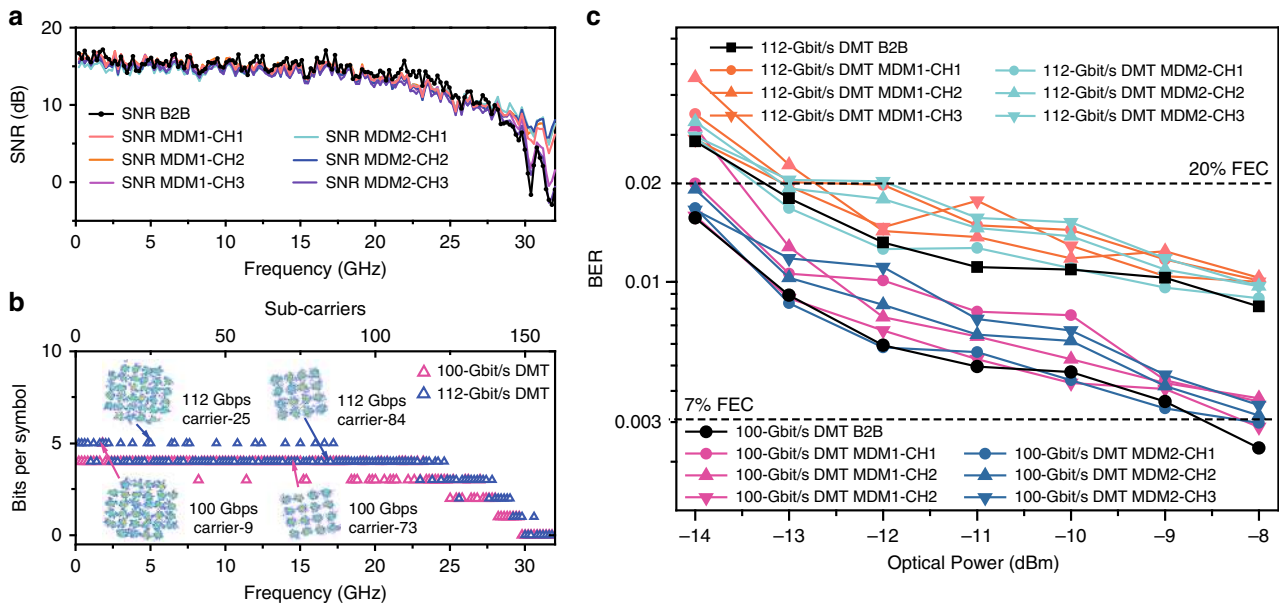 a
20
10
0
SNR (dB)
SNR B2B
SNR MDM1-CH1
SNR MDM2-CH1
SNR MDM1-CH2
SNR MDM2-CH2
SNR MDM1-CH3
SNR MDM2-CH3
0 5 10 15 20 25 30
Frequency (GHz)
b
Sub-carriers
0 50 100 150
10
5
0
Bits per symbol
100-Gbit/s DMT
112-Gbit/s DMT
112 Gbps
carrier-25
112 Gbps
carrier-84
100 Gbps
carrier-9
100 Gbps
carrier-73
0 5 10 15 20 25 30
Frequency (GHz)
c
112-Gbit/s DMT B2B
112-Gbit/s DMT MDM1-CH1
112-Gbit/s DMT MDM2-CH1
112-Gbit/s DMT MDM1-CH2
112-Gbit/s DMT MDM2-CH2
112-Gbit/s DMT MDM1-CH3
112-Gbit/s DMT MDM2-CH3
20% FEC
0.02
0.01
0.003
BER
7% FEC
100-Gbit/s DMT B2B
100-Gbit/s DMT MDM1-CH1
100-Gbit/s DMT MDM2-CH1
100-Gbit/s DMT MDM1-CH2
100-Gbit/s DMT MDM2-CH2
100-Gbit/s DMT MDM1-CH2
100-Gbit/s DMT MDM2-CH3
−14 −13 −12 −11 −10 −9 −8
Optical Power (dBm)